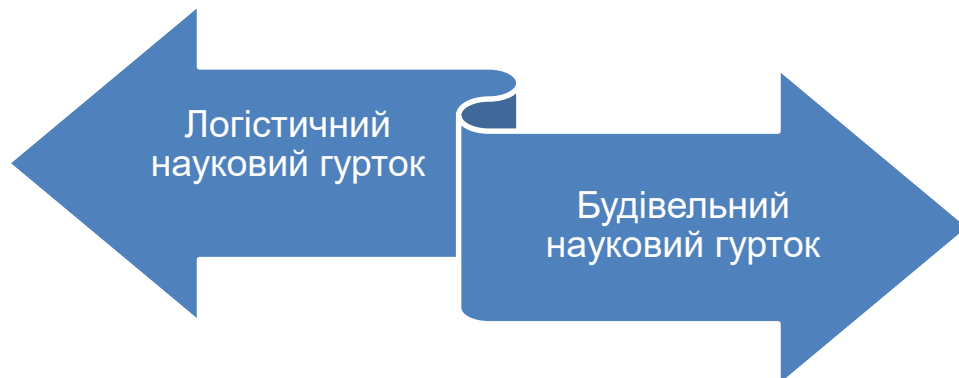 Логістичний
науковий гурток
Будівельний
науковий гурток